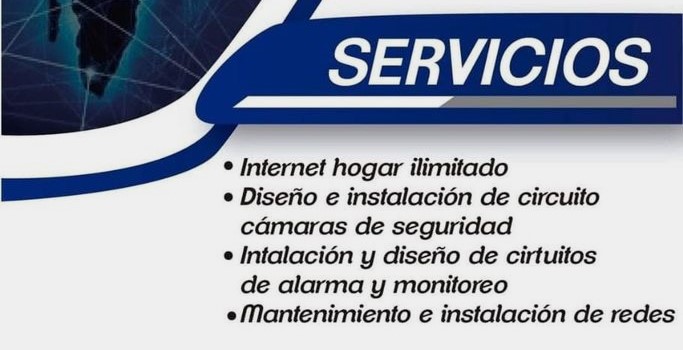 SERVICIOS
• Internet hogar ilimitado
• Diseño e instalación de circuito
cámaras de seguridad
• Intalación y diseño de cirtuitos
de alarma y monitoreo
• Mantenimiento e instalación de redes